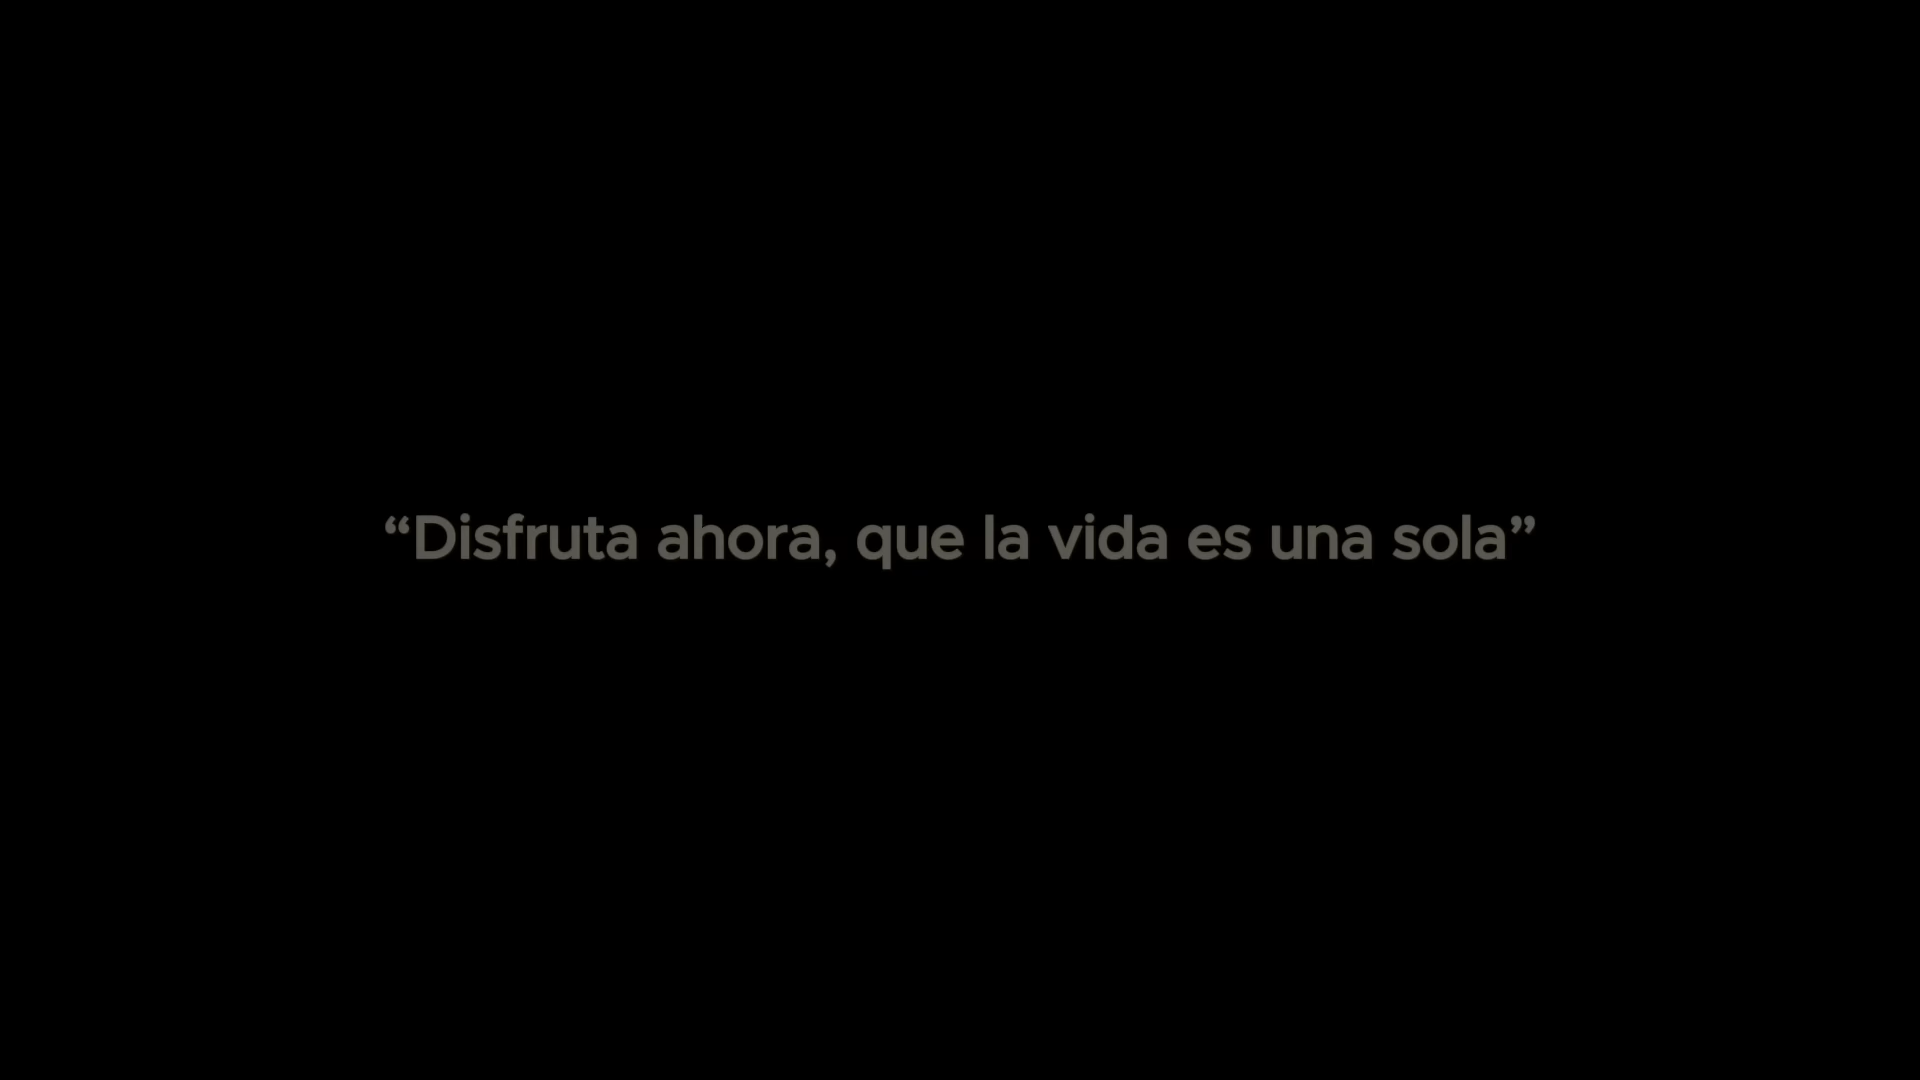 “Disfruta ahora, que la vida es una sola”